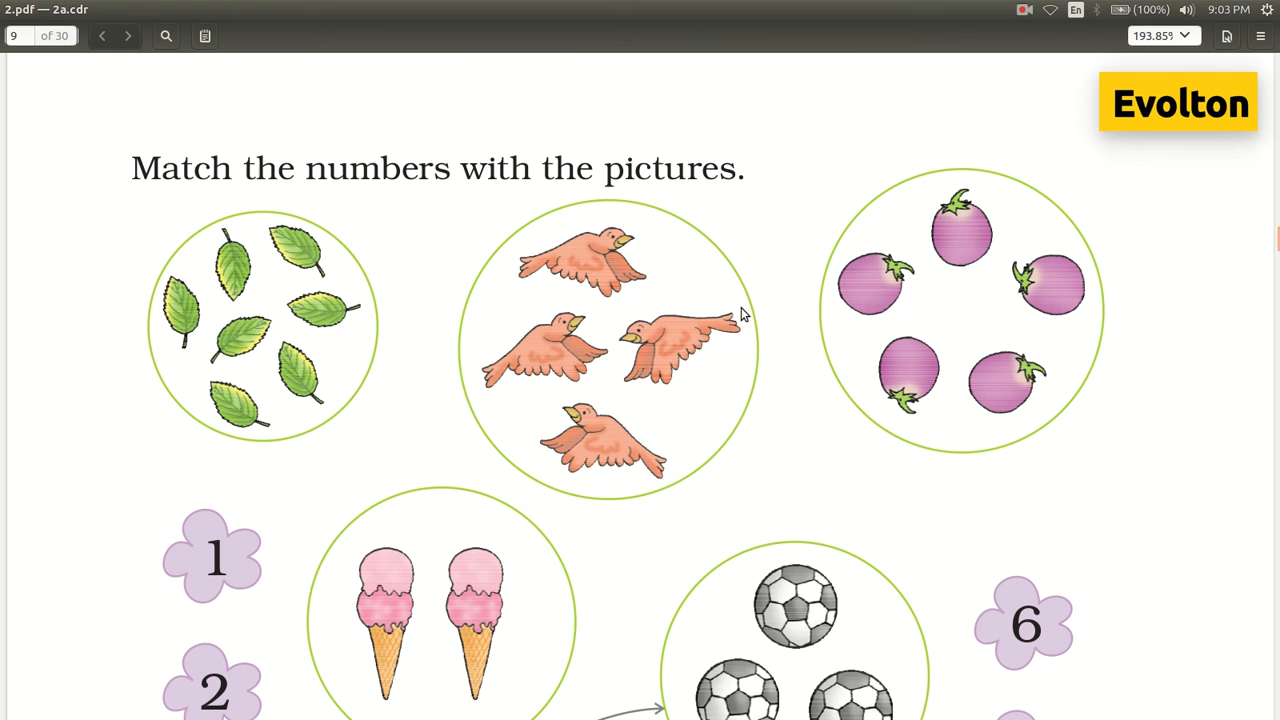 2.pdf — 2a.cdr
En
(100%)
9:03 PM
9 of 30
193.85%
Evolton
Match the numbers with the pictures.
1
6
2